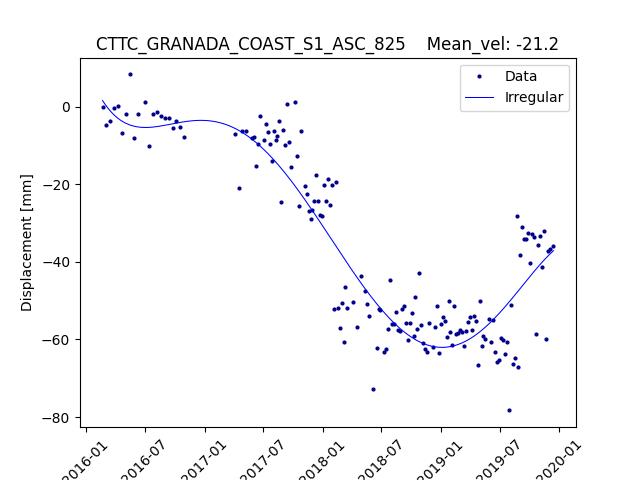 CTTC_GRANADA_COAST_S1_ASC_825 Mean_vel: -21.2
Data
Irregular
Displacement [mm]
0
−20
−40
−60
−80
2016-01 2016-07 2017-01 2017-07 2018-01 2018-07 2019-01 2019-07 2020-01